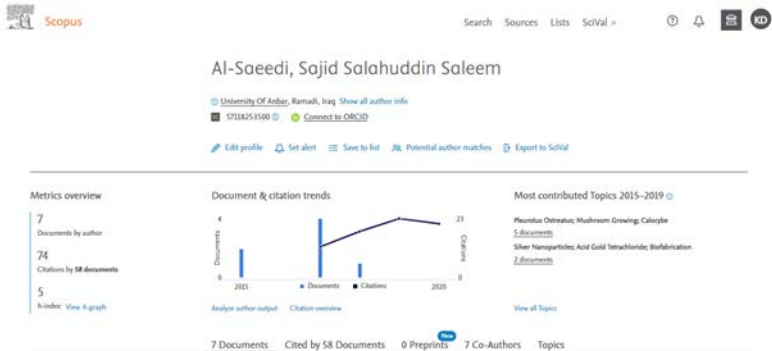 Scopus
Search Sources Lists SciVal
KD
Al-Saeedi, Sajid Salahuddin Saleem
University Of Anbar, Ramadi, Iraq Show all author info
57118253500 Connect to ORCID
Edit profile Set alert Save to list Potential author matches Export to SciVal
Metrics overview
7
Documents by author
74
Citations by 58 documents
5
h-index: View h-graph
Document & citation trends
4
23
Documents
Citations
0
0
2015
2020
Documents Citations
Analyze author output Citation overview
Most contributed Topics 2015–2019
Pleurotus Ostreatus; Mushroom Growing; Calocybe
5 documents
Silver Nanoparticles; Acid Gold Tetrachloride; Biofabrication
2 documents
View all Topics
New
7 Documents Cited by 58 Documents 0 Preprints 7 Co-Authors Topics